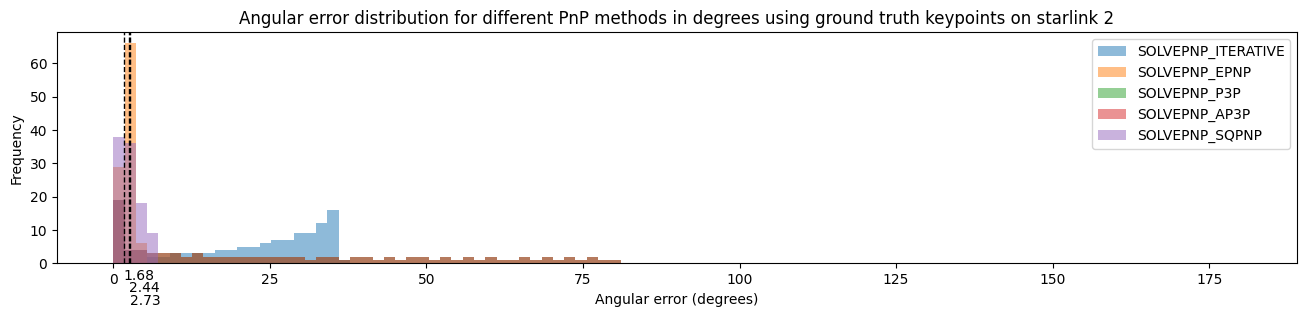 Angular error distribution for different PnP methods in degrees using ground truth keypoints on starlink 2
Frequency
60
50
40
30
20
10
0
SOLVEPNP_ITERATIVE
SOLVEPNP_EPNP
SOLVEPNP_P3P
SOLVEPNP_AP3P
SOLVEPNP_SQPNP
0 25 50 75 100 125 150 175
1.68
2.44
2.73
Angular error (degrees)